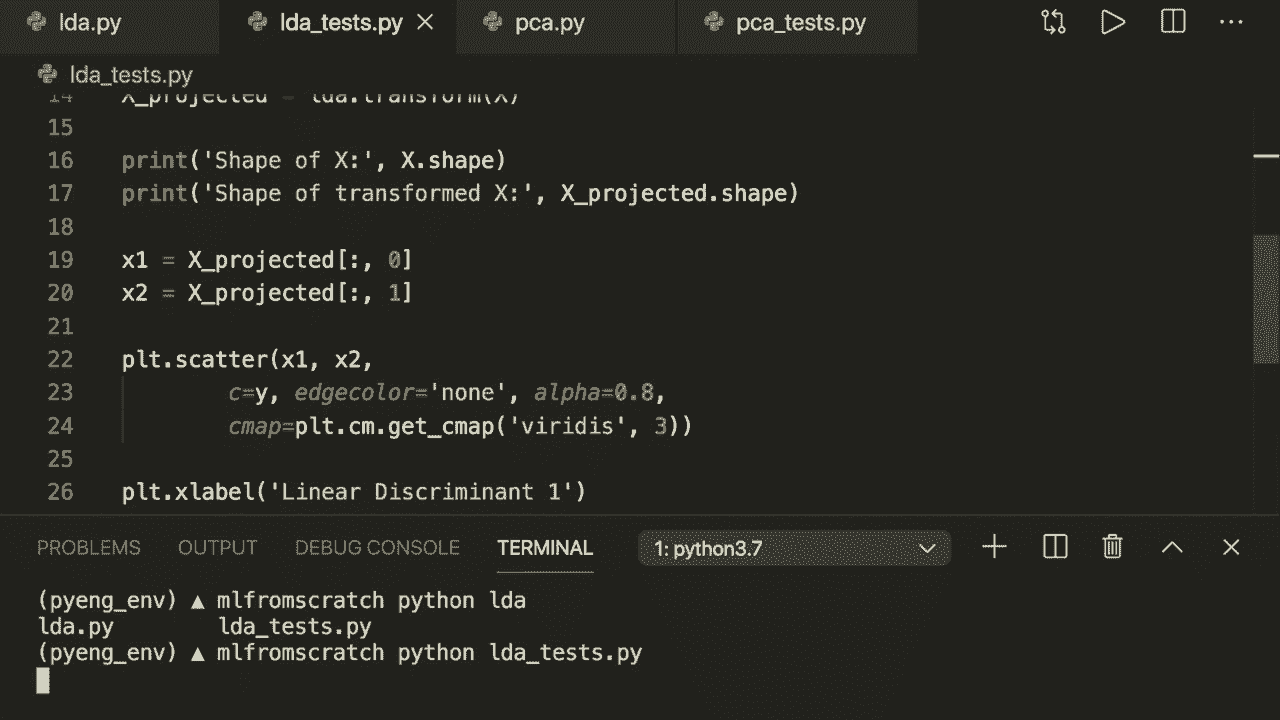 lda.py
lda_tests.py
pca.py
pca_tests.py
lda_tests.py
14 X_projected = lda.transform(X)
15
16 print('Shape of X:', X.shape)
17 print('Shape of transformed X:', X_projected.shape)
18
19 x1 = X_projected[:, 0]
20 x2 = X_projected[:, 1]
21
22 plt.scatter(x1, x2,
23 c=y, edgecolor='none', alpha=0.8,
24 cmap=plt.cm.get_cmap('viridis', 3))
25
26 plt.xlabel('Linear Discriminant 1')
PROBLEMS OUTPUT DEBUG CONSOLE TERMINAL 1: python3.7
(pyeng_env) ▲ mlfromscratch python lda
lda.py lda_tests.py
(pyeng_env) ▲ mlfromscratch python lda_tests.py